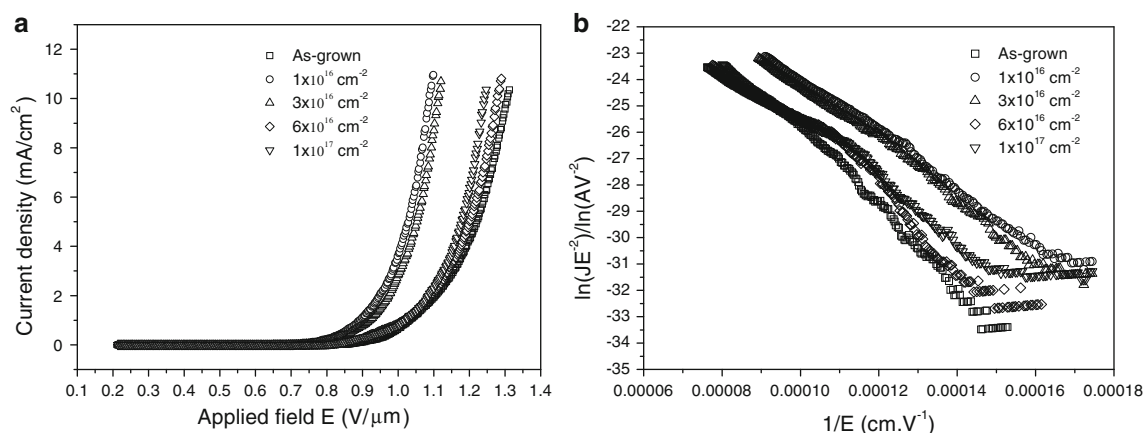 a
As-grown
1x10¹⁶ cm⁻²
3x10¹⁶ cm⁻²
6x10¹⁶ cm⁻²
1x10¹⁷ cm⁻²
12
10
8
6
4
2
0
Current density (mA/cm²)
0.1 0.2 0.3 0.4 0.5 0.6 0.7 0.8 0.9 1.0 1.1 1.2 1.3 1.4
Applied field E (V/μm)
b
As-grown
1x10¹⁶ cm⁻²
3x10¹⁶ cm⁻²
6x10¹⁶ cm⁻²
1x10¹⁷ cm⁻²
-22
-23
-24
-25
-26
-27
-28
-29
-30
-31
-32
-33
-34
-35
ln(JE⁻²)/ln(AV⁻²)
0.00006 0.00008 0.00010 0.00012 0.00014 0.00016 0.00018
1/E (cm.V⁻¹)